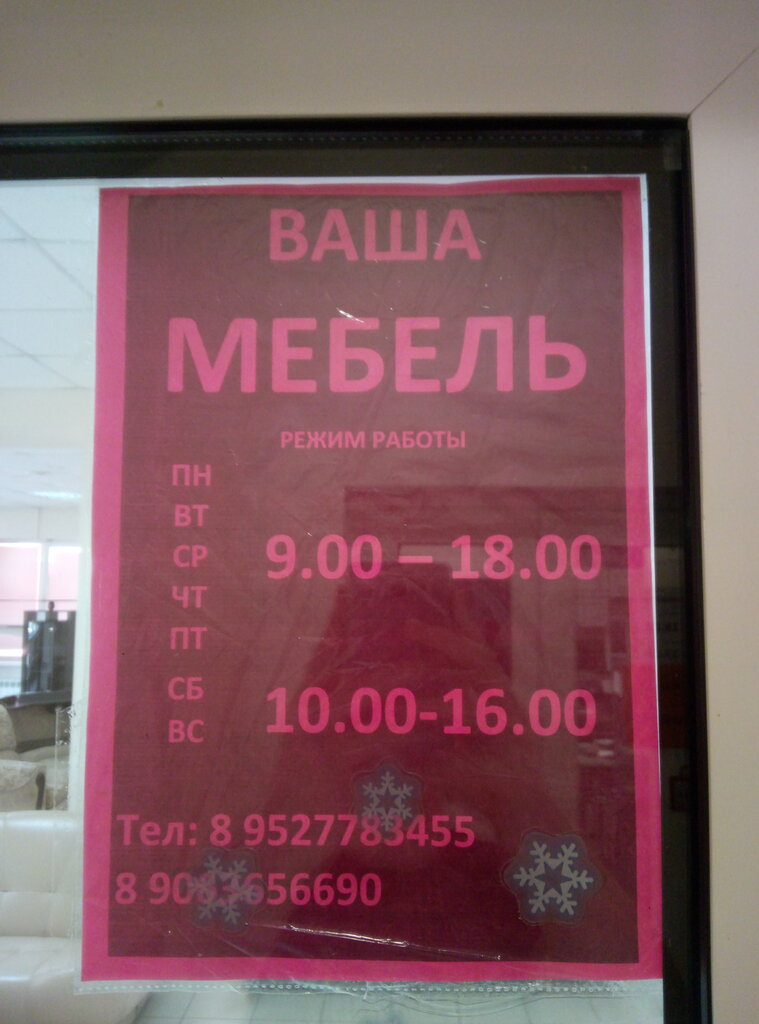 ВАША
МЕБЕЛЬ
РЕЖИМ РАБОТЫ
ПН
ВТ
СР 9.00 – 18.00
ЧТ
ПТ
СБ 10.00-16.00
ВС
Тел: 8 9527783455